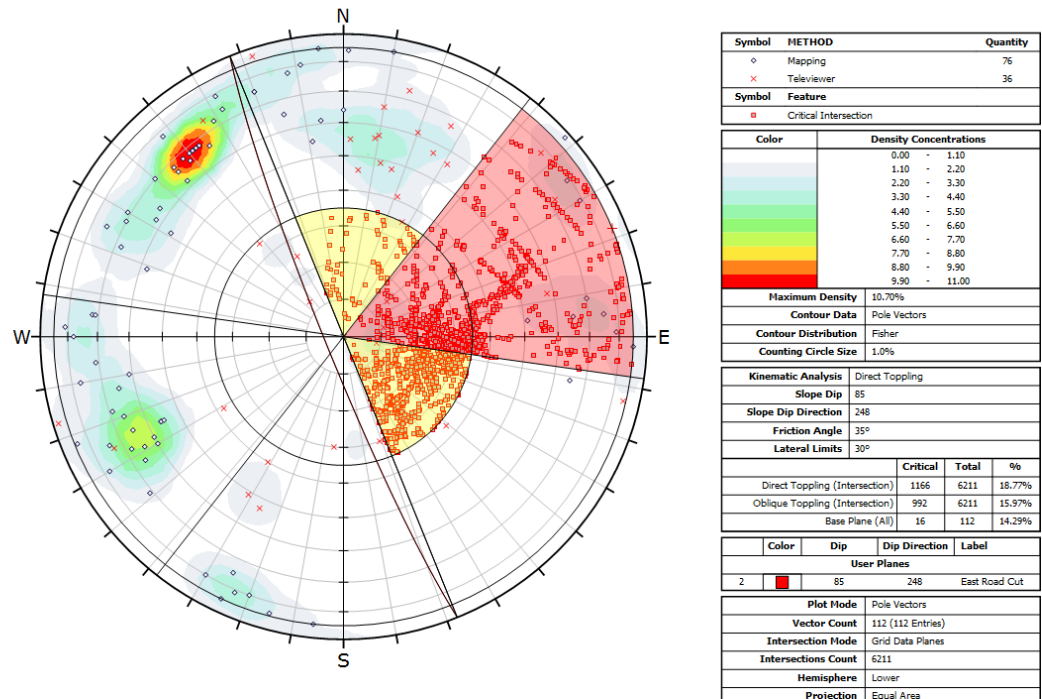 N
W
E
S
Symbol METHOD Quantity
◇ Mapping 76
× Televiewer 36
Symbol Feature
□ Critical Intersection
Color Density Concentrations
0.00 - 1.10
1.10 - 2.20
2.20 - 3.30
3.30 - 4.40
4.40 - 5.50
5.50 - 6.60
6.60 - 7.70
7.70 - 8.80
8.80 - 9.90
9.90 - 11.00
Maximum Density 10.70%
Contour Data Pole Vectors
Contour Distribution Fisher
Counting Circle Size 1.0%
Kinematic Analysis Direct Toppling
Slope Dip 85
Slope Dip Direction 248
Friction Angle 35°
Lateral Limits 30°
Critical Total %
Direct Toppling (Intersection) 1166 6211 18.77%
Oblique Toppling (Intersection) 992 6211 15.97%
Base Plane (All) 16 112 14.29%
Color Dip Dip Direction Label
User Planes
2 85 248 East Road Cut
Plot Mode Pole Vectors
Vector Count 112 (112 Entries)
Intersection Mode Grid Data Planes
Intersections Count 6211
Hemisphere Lower
Projection Equal Area